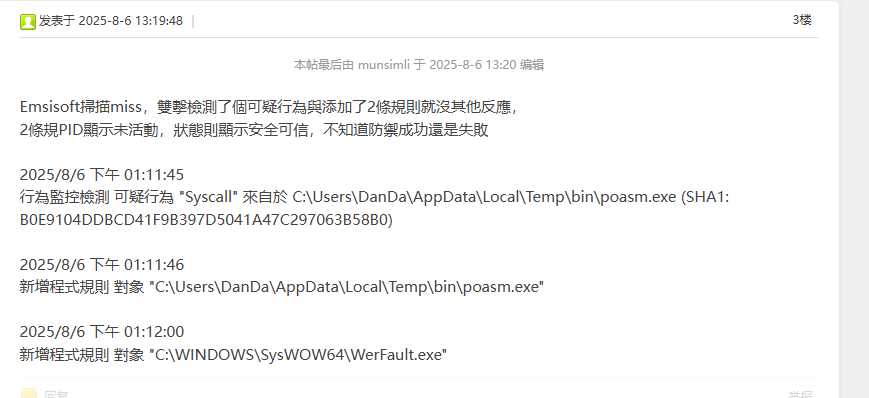 发表于 2025-8-6 13:19:48 |
3楼
本帖最后由 munsimli 于 2025-8-6 13:20 编辑
Emsisoft掃描miss，雙擊檢測了個可疑行為與添加了2條規則就沒其他反應，
2條規PID顯示未活動，狀態則顯示安全可信，不知道防禦成功還是失敗
2025/8/6 下午 01:11:45
行為監控檢測 可疑行為 "Syscall" 來自於 C:\Users\DanDa\AppData\Local\Temp\bin\poasm.exe (SHA1:
B0E9104DDBCD41F9B397D5041A47C297063B58B0)
2025/8/6 下午 01:11:46
新增程式規則 對象 "C:\Users\DanDa\AppData\Local\Temp\bin\poasm.exe"
2025/8/6 下午 01:12:00
新增程式規則 對象 "C:\WINDOWS\SysWOW64\WerFault.exe"